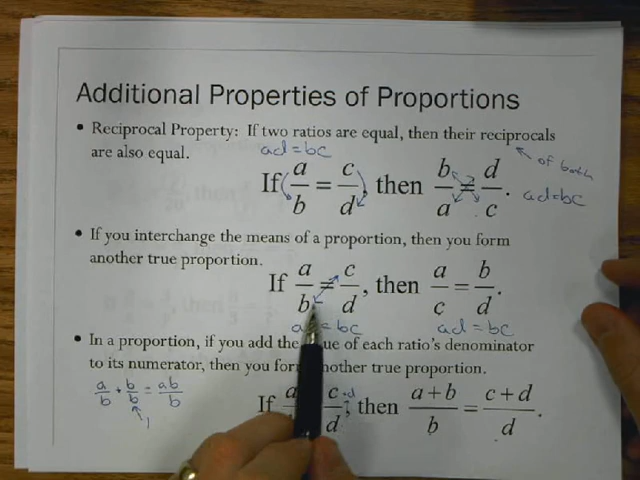 Additional Properties of Proportions
• Reciprocal Property: If two ratios are equal, then their reciprocals
are also equal.
ad = bc
of both
If a/b = c/d, then b/a = d/c.
ad = bc
• If you interchange the means of a proportion, then you form
another true proportion.
If a/b = c/d, then a/c = b/d.
= bc
ad = bc
• In a proportion, if you add the value of each ratio's denominator
to its numerator, then you form another true proportion.
a/b + b/b = ab/b
1
If a c/d, then a + b/b = c + d/d.
+d